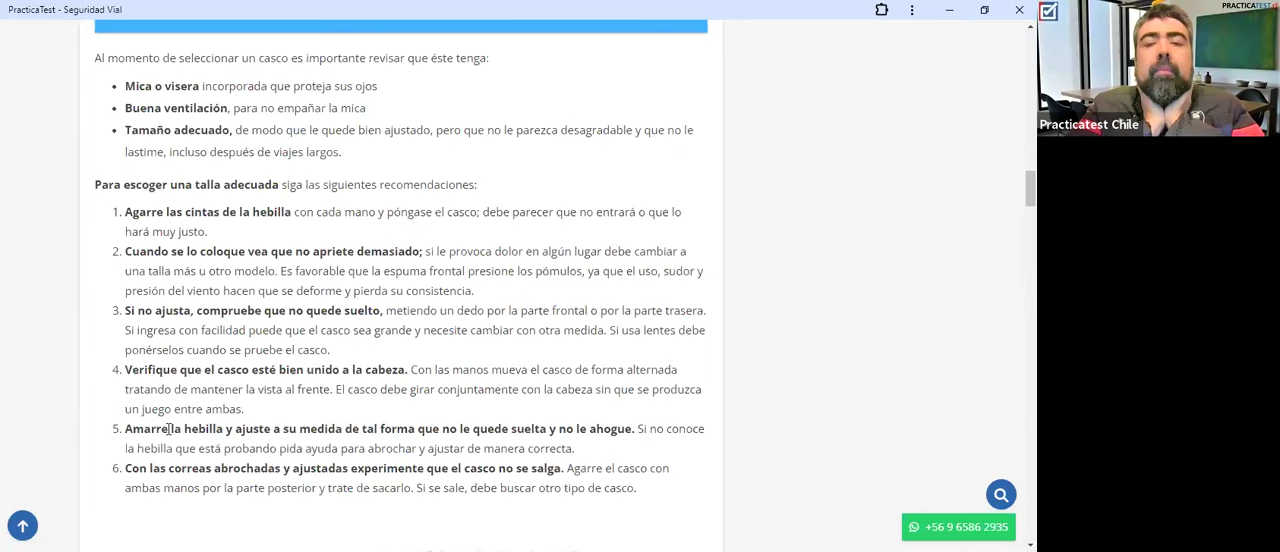 PracticaTest - Seguridad Vial
Al momento de seleccionar un casco es importante revisar que éste tenga:
• Mica o visera incorporada que proteja sus ojos
• Buena ventilación, para no empañar la mica
• Tamaño adecuado, de modo que le quede bien ajustado, pero que no le parezca desagradable y que no le
lastime, incluso después de viajes largos.
Para escoger una talla adecuada siga las siguientes recomendaciones:
1. Agarre las cintas de la hebilla con cada mano y póngase el casco; debe parecer que no entrará o que lo
hará muy justo.
2. Cuando se lo coloque vea que no apriete demasiado; si le provoca dolor en algún lugar debe cambiar a
una talla más u otro modelo. Es favorable que la espuma frontal presione los pómulos, ya que el uso, sudor y
presión del viento hacen que se deforme y pierda su consistencia.
3. Si no ajusta, compruebe que no quede suelto, metiendo un dedo por la parte frontal o por la parte trasera.
Si ingresa con facilidad puede que el casco sea grande y necesite cambiar con otra medida. Si usa lentes debe
ponérselos cuando se pruebe el casco.
4. Verifique que el casco esté bien unido a la cabeza. Con las manos mueva el casco de forma alternada
tratando de mantener la vista al frente. El casco debe girar conjuntamente con la cabeza sin que se produzca
un juego entre ambas.
5. Amarre la hebilla y ajuste a su medida de tal forma que no le quede suelta y no le ahogue. Si no conoce
la hebilla que está probando pida ayuda para abrochar y ajustar de manera correcta.
6. Con las correas abrochadas y ajustadas experimente que el casco no se salga. Agarre el casco con
ambas manos por la parte posterior y trate de sacarlo. Si se sale, debe buscar otro tipo de casco.
+56 9 6586 2935
Practicatest Chile